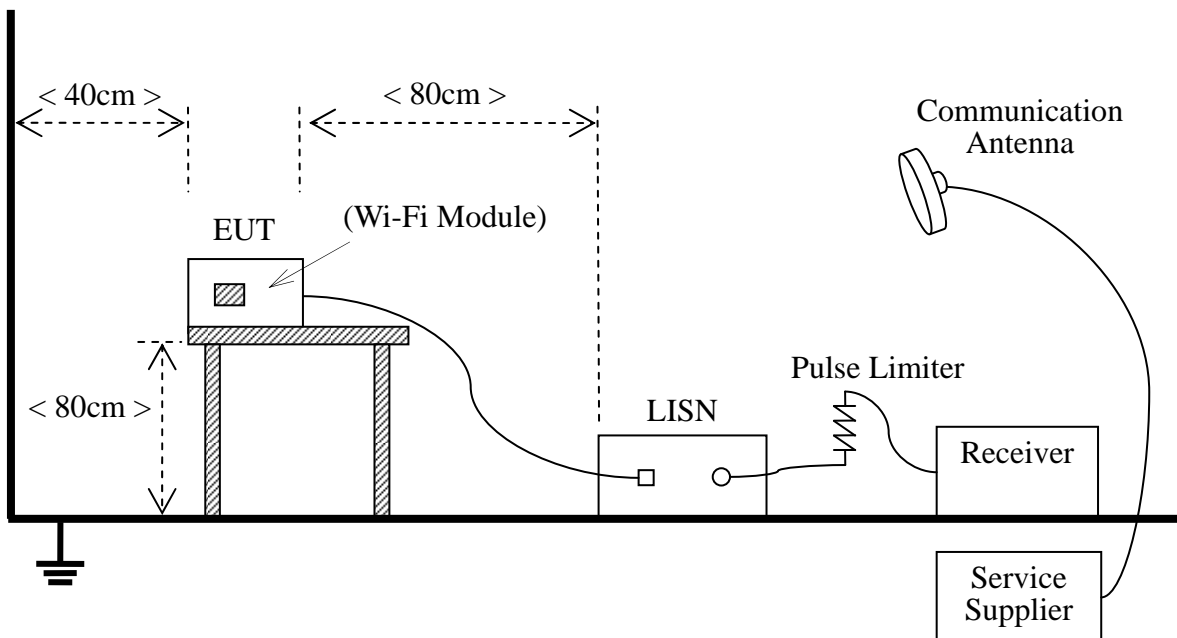 < 40cm >
< 80cm >
Communication
Antenna
(Wi-Fi Module)
EUT
Pulse Limiter
< 80cm >
LISN
Receiver
Service
Supplier